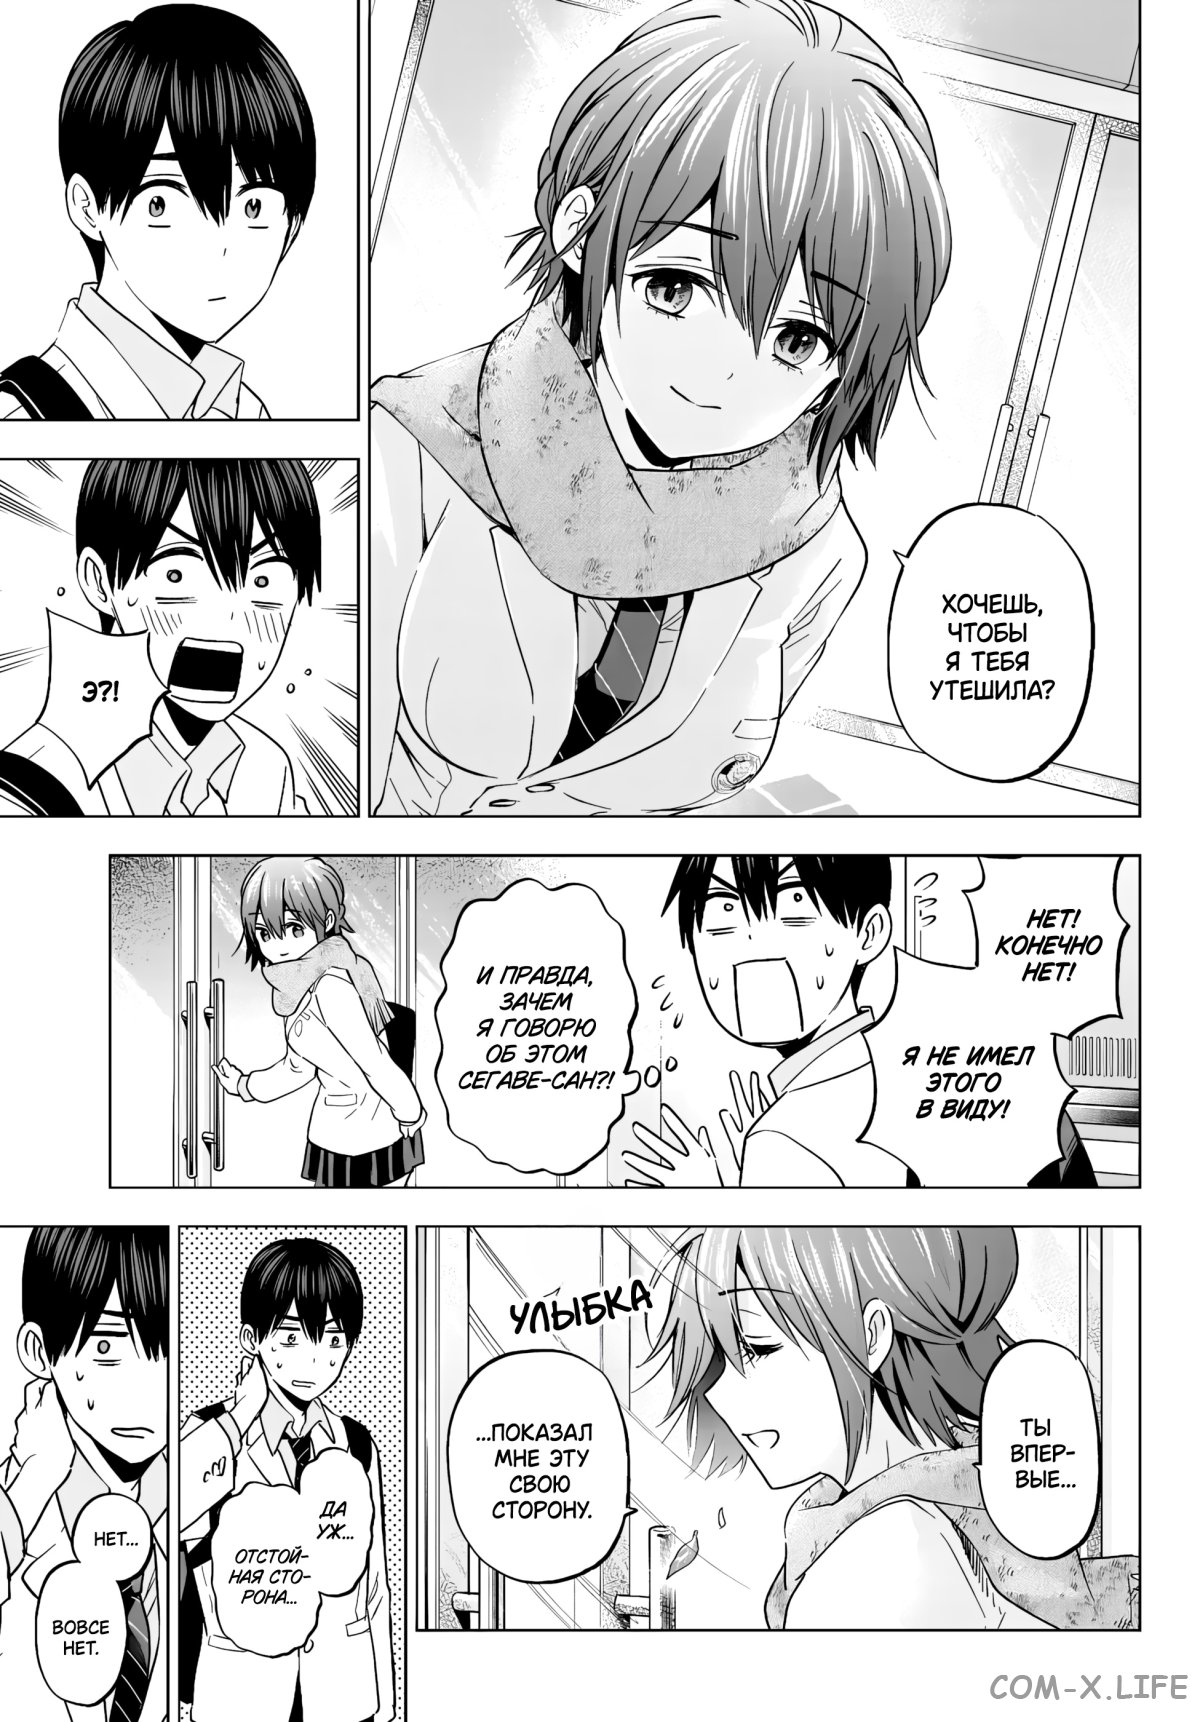 ХОЧЕШЬ,
ЧТОБЫ
Я ТЕБЯ
УТЕШИЛА?
Э?!
НЕТ!
КОНЕЧНО
НЕТ!
Я НЕ ИМЕЛ
ЭТОГО
В ВИДУ!
И ПРАВДА,
ЗАЧЕМ
Я ГОВОРЮ
ОБ ЭТОМ
СЕГАВЕ-САН?!
ТЫ
ВПЕР-
ВЫЕ...
УЛЫБКА
...ПОКАЗАЛ
МНЕ ЭТУ
СВОЮ
СТОРОНУ.
ДА
УЖ...
ОТСТОЙ-
НАЯ СТО-
РОНА...
НЕТ...
ВОВСЕ
НЕТ.
COM-X.LIFE